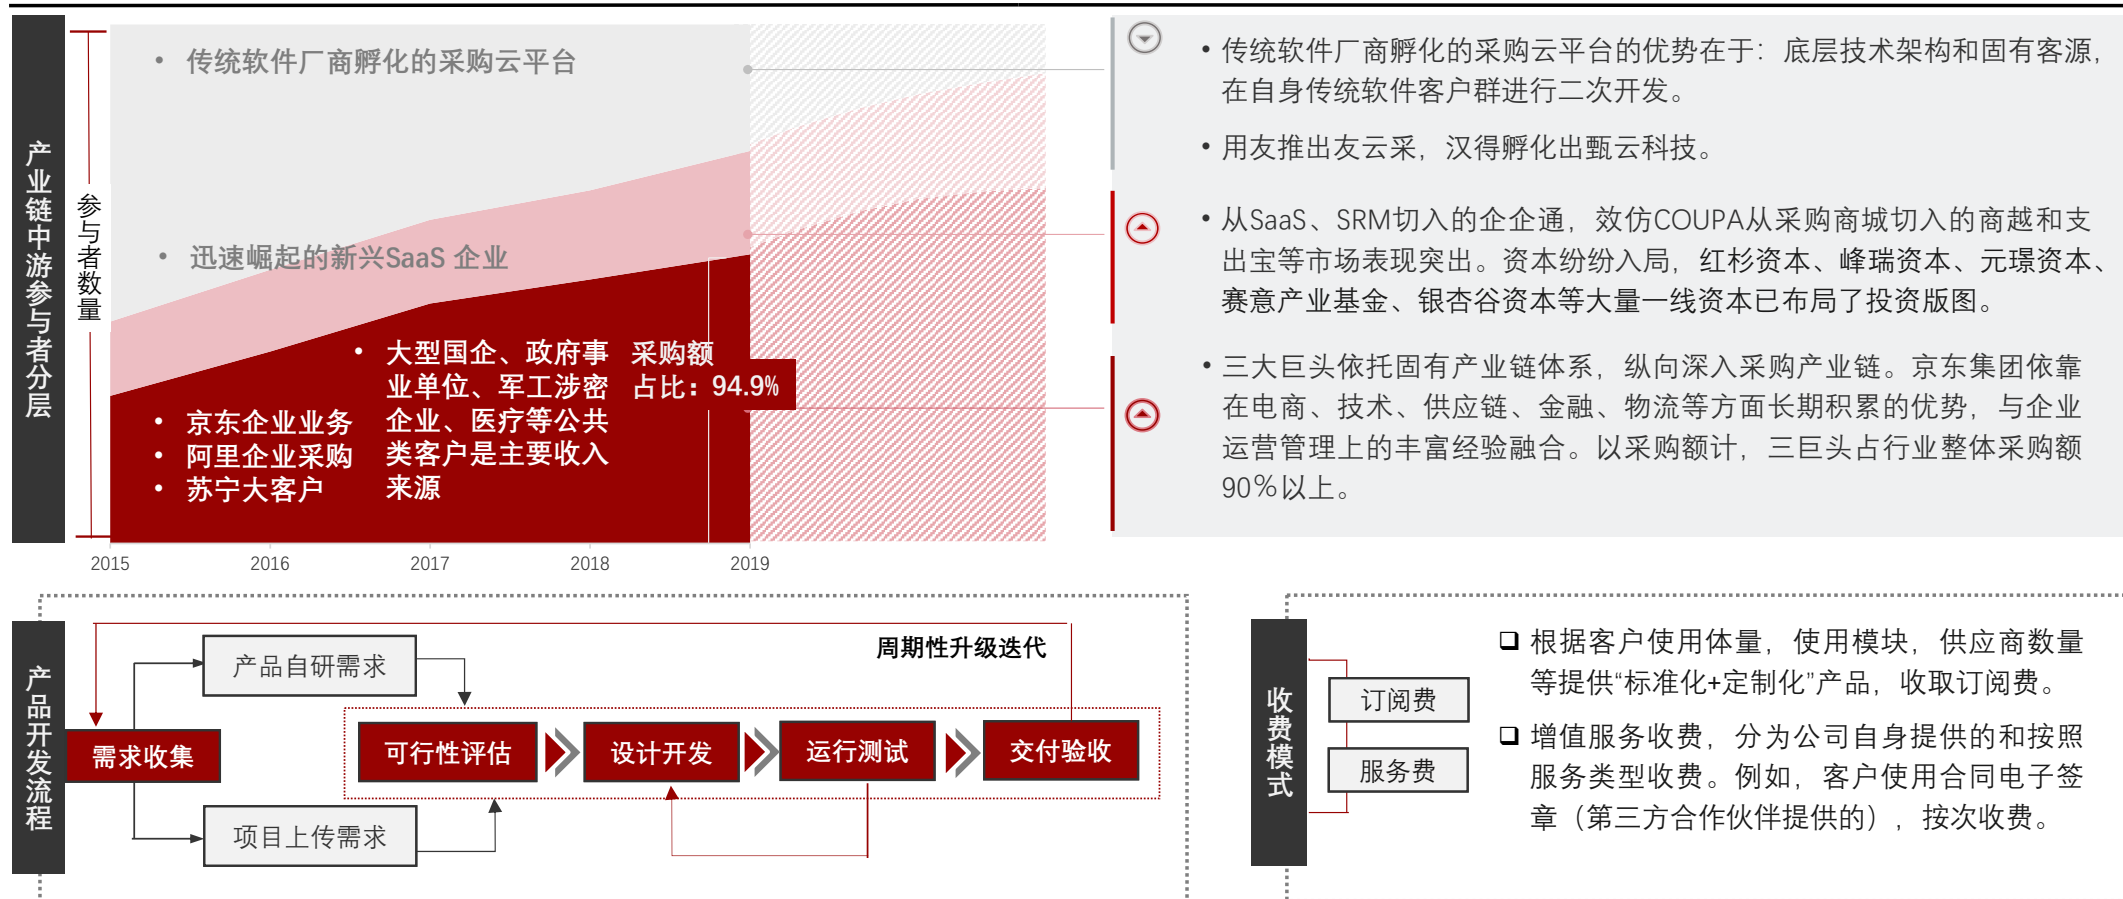 产业链中游参与者分层
参与者数量
• 传统软件厂商孵化的采购云平台
• 迅速崛起的新兴SaaS 企业
• 大型国企、政府事
业单位、军工涉密
企业、医疗等公共
类客户是主要收入
来源
采购额
占比：94.9%
• 京东企业业务
• 阿里企业采购
• 苏宁大客户
2015 2016 2017 2018 2019
• 传统软件厂商孵化的采购云平台的优势在于：底层技术架构和固有客源，
在自身传统软件客户群进行二次开发。
• 用友推出友云采，汉得孵化出甄云科技。
• 从SaaS、SRM切入的企企通，效仿COUPA从采购商城切入的商越和支
出宝等市场表现突出。资本纷纷入局，红杉资本、峰瑞资本、元璟资本、
赛意产业基金、银杏谷资本等大量一线资本已布局了投资版图。
• 三大巨头依托固有产业链体系，纵向深入采购产业链。京东集团依靠
在电商、技术、供应链、金融、物流等方面长期积累的优势，与企业
运营管理上的丰富经验融合。以采购额计，三巨头占行业整体采购额
90%以上。
产品开发流程
需求收集
产品自研需求
项目上传需求
周期性升级迭代
可行性评估
设计开发
运行测试
交付验收
收费模式
订阅费
服务费
❑ 根据客户使用体量，使用模块，供应商数量
等提供“标准化+定制化”产品，收取订阅费。
❑ 增值服务收费，分为公司自身提供的和按照
服务类型收费。例如，客户使用合同电子签
章（第三方合作伙伴提供的），按次收费。